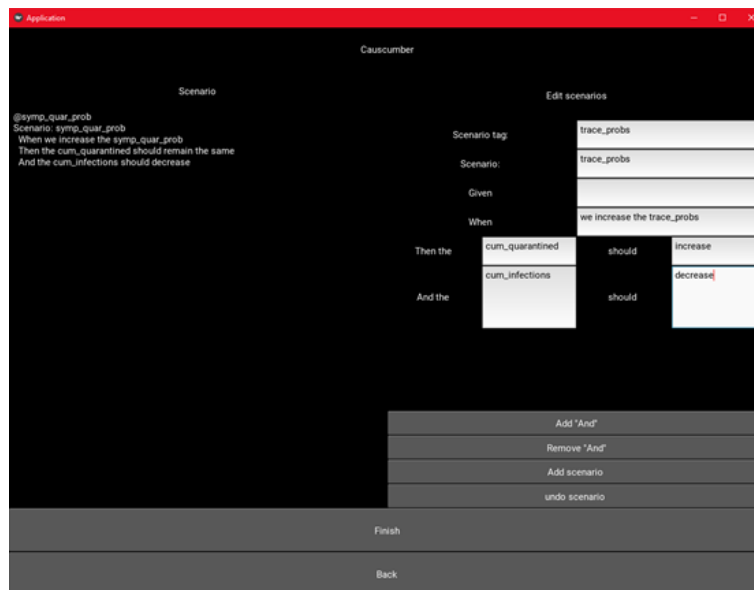 Application
Causcumber
Scenario
@symp_quar_prob
Scenario: symp_quar_prob
When we increase the symp_quar_prob
Then the cum_quarantined should remain the same
And the cum_infections should decrease
Edit scenarios
Scenario tag: trace_probs
Scenario: trace_probs
Given
When we increase the trace_probs
Then the cum_quarantined should increase
And the cum_infections should decrease
Add "And"
Remove "And"
Add scenario
undo scenario
Finish
Back